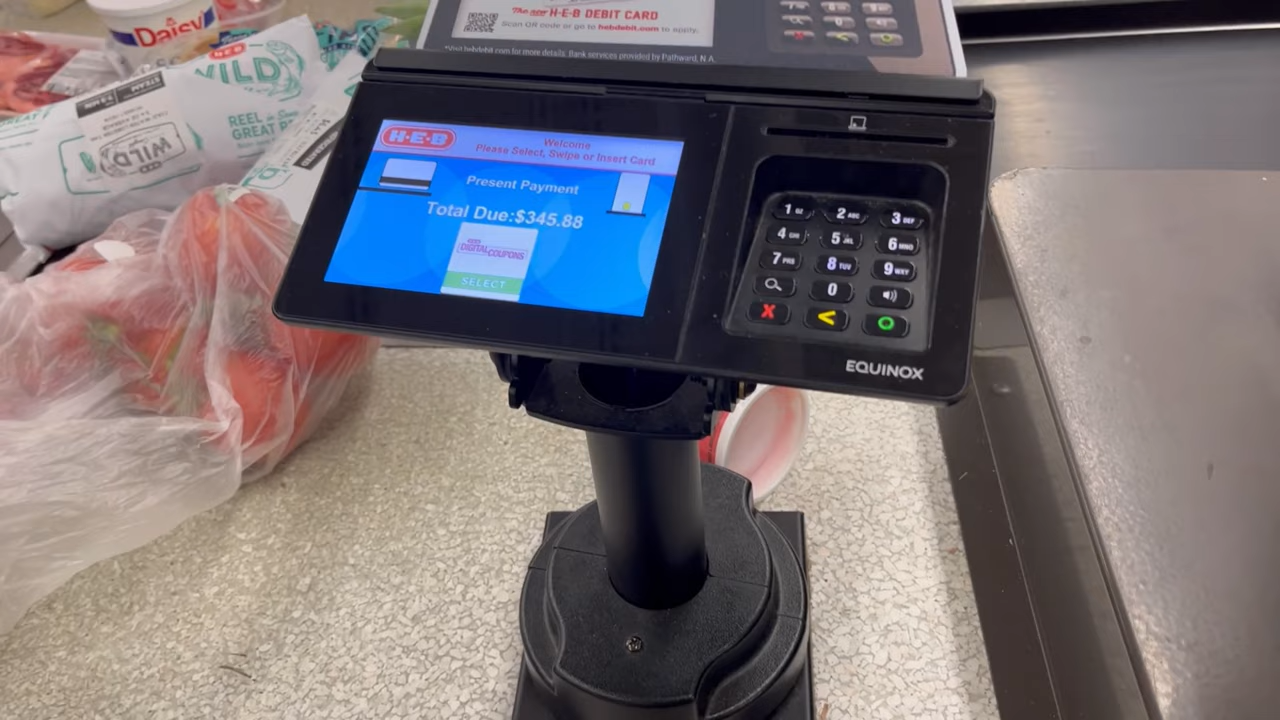 The new H-E-B DEBIT CARD
Scan QR code or go to hebdebit.com to apply.
*Visit hebdebit.com for more details. Bank services provided by Pathward, N.A.
Daisy
H-E-B
WILD
REEL
GREAT
STEAM
WILD
H-E-B
Welcome
Please Select, Swipe or Insert Card
Present Payment
Total Due:$345.88
DIGITAL COUPONS
SELECT
1 QZ 2 ABC 3 DEF
4 GHI 5 JKL 6 MNO
7 PRS 8 TUV 9 WXY
0
X < O
EQUINOX